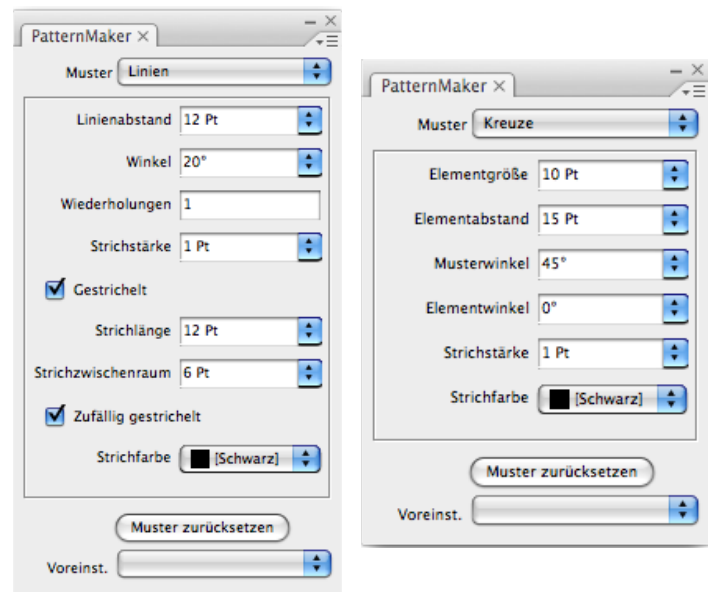 PatternMaker ×
Muster Linien
Linienabstand 12 Pt
Winkel 20°
Wiederholungen 1
Strichstärke 1 Pt
Gestrichelt
Strichlänge 12 Pt
Strichzwischenraum 6 Pt
Zufällig gestrichelt
Strichfarbe [Schwarz]
Muster zurücksetzen
Voreinst.
PatternMaker ×
Muster Kreuze
Elementgröße 10 Pt
Elementabstand 15 Pt
Musterwinkel 45°
Elementwinkel 0°
Strichstärke 1 Pt
Strichfarbe [Schwarz]
Muster zurücksetzen
Voreinst.